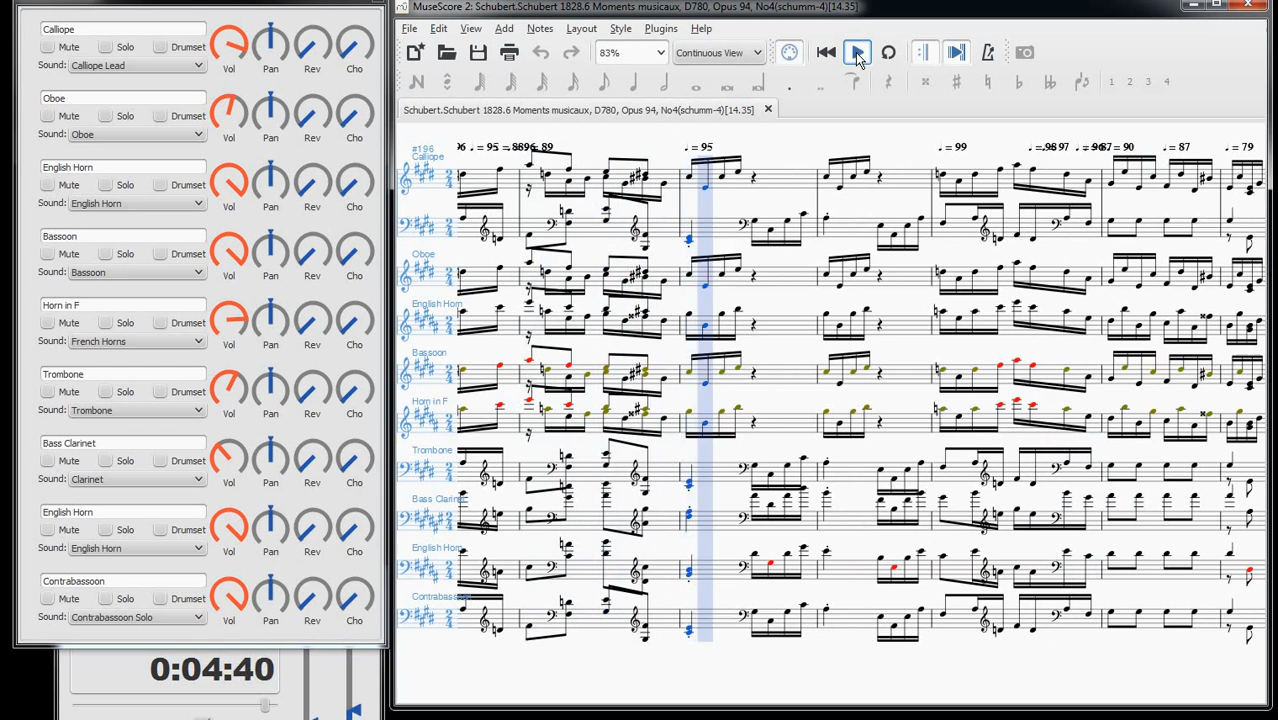 MuseScore 2: Schubert.Schubert 1828.6 Moments musicaux, D780, Opus 94, No4(schumm-4)[14.35]
File Edit View Add Notes Layout Style Plugins Help
83% Continuous View
1 2 3 4
Schubert.Schubert 1828.6 Moments musicaux, D780, Opus 94, No4(schumm-4)[14.35]
Calliope
Mute Solo Drumset
Sound: Calliope Lead
Vol Pan Rev Cho
Oboe
Mute Solo Drumset
Sound: Oboe
Vol Pan Rev Cho
English Horn
Mute Solo Drumset
Sound: English Horn
Vol Pan Rev Cho
Bassoon
Mute Solo Drumset
Sound: Bassoon
Vol Pan Rev Cho
Horn in F
Mute Solo Drumset
Sound: French Horns
Vol Pan Rev Cho
Trombone
Mute Solo Drumset
Sound: Trombone
Vol Pan Rev Cho
Bass Clarinet
Mute Solo Drumset
Sound: Clarinet
Vol Pan Rev Cho
English Horn
Mute Solo Drumset
Sound: English Horn
Vol Pan Rev Cho
Contrabassoon
Mute Solo Drumset
Sound: Contrabassoon Solo
Vol Pan Rev Cho
0:04:40
#196 = 95 = 89 = 95 = 99 = 90 = 87 = 79
Calliope
Oboe
English Horn
Bassoon
Horn in F
Trombone
Bass Clarinet
English Horn
Contrabassoon